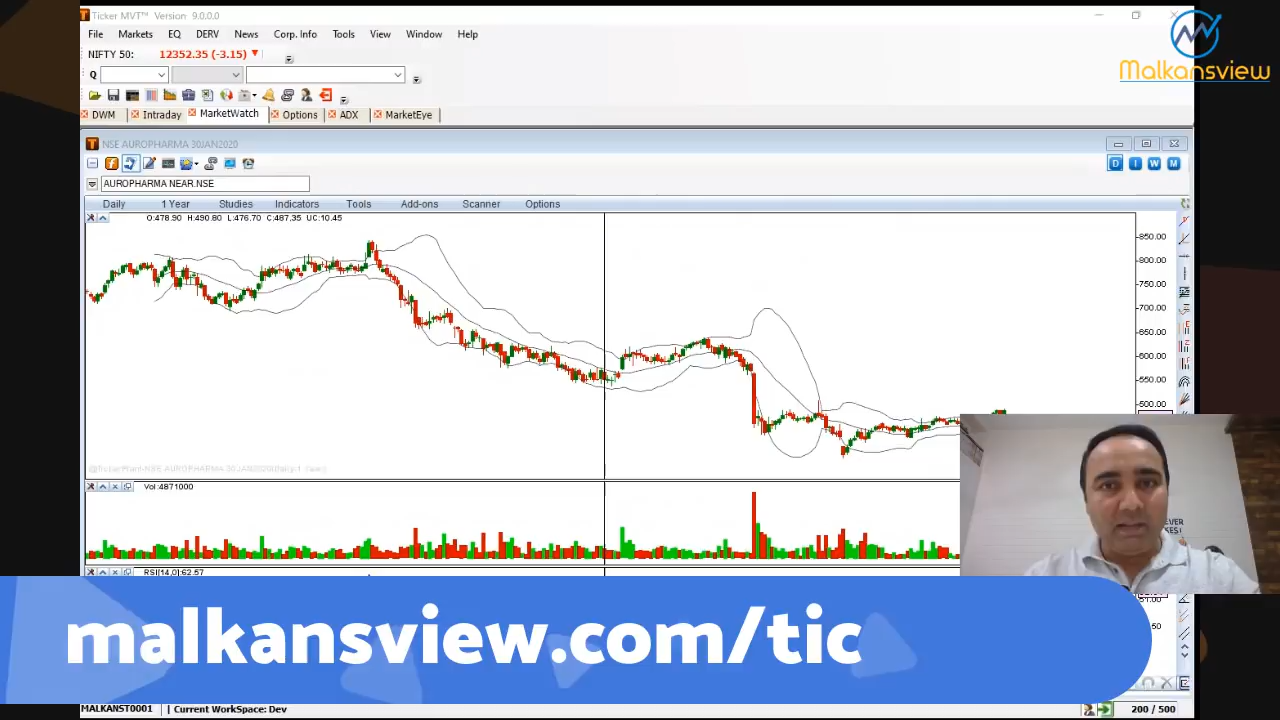 Ticker MVT™ Version 9.0.0.0
Malkansview
File Markets EQ DERV News Corp. Info Tools View Window Help
NIFTY 50: 12352.35 (-3.15)
Q
DWM Intraday MarketWatch Options ADX MarketEye
NSE AUROPHARMA 30JAN2020
D I W M
AUROPHARMA NEAR.NSE
Daily 1 Year Studies Indicators Tools Add-ons Scanner Options
O:478.90 H:490.80 L:476.70 C:487.35 UC:10.45
850.00
800.00
750.00
700.00
650.00
600.00
550.00
500.00
Vol:4871000
EVER
KES!
RSI[14,0]:62.57
malkansview.com/tic
MALKANST0001 Current WorkSpace: Dev 200 / 500